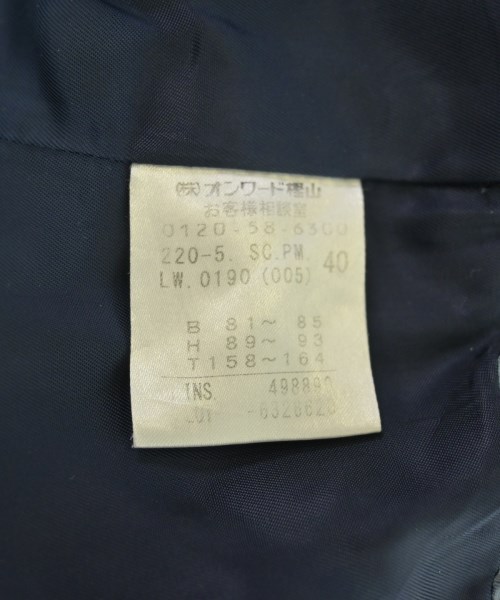 (株)オンワード樫山
お客様相談室
0120-58-6300
220-5. SC.PM. 40
LW.0190 (005)
B 81～ 85
H 89～ 93
T158～164
INS. 498890